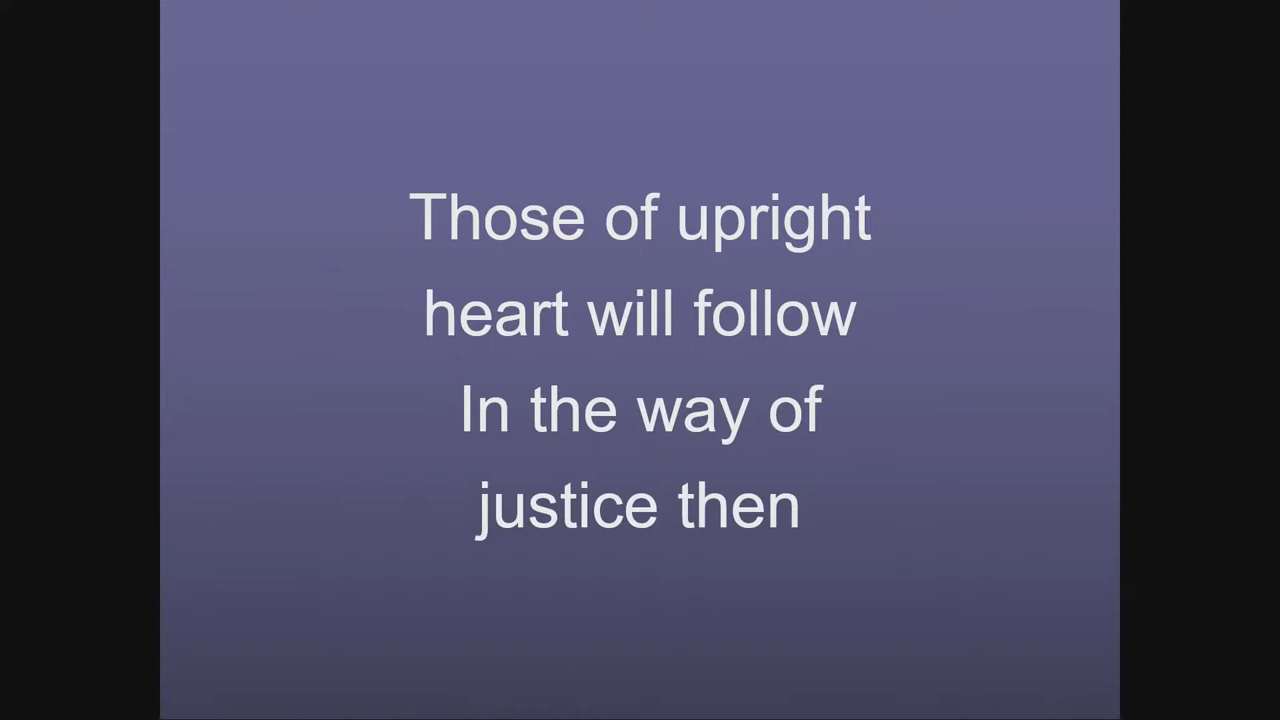 Those of upright
heart will follow
In the way of
justice then